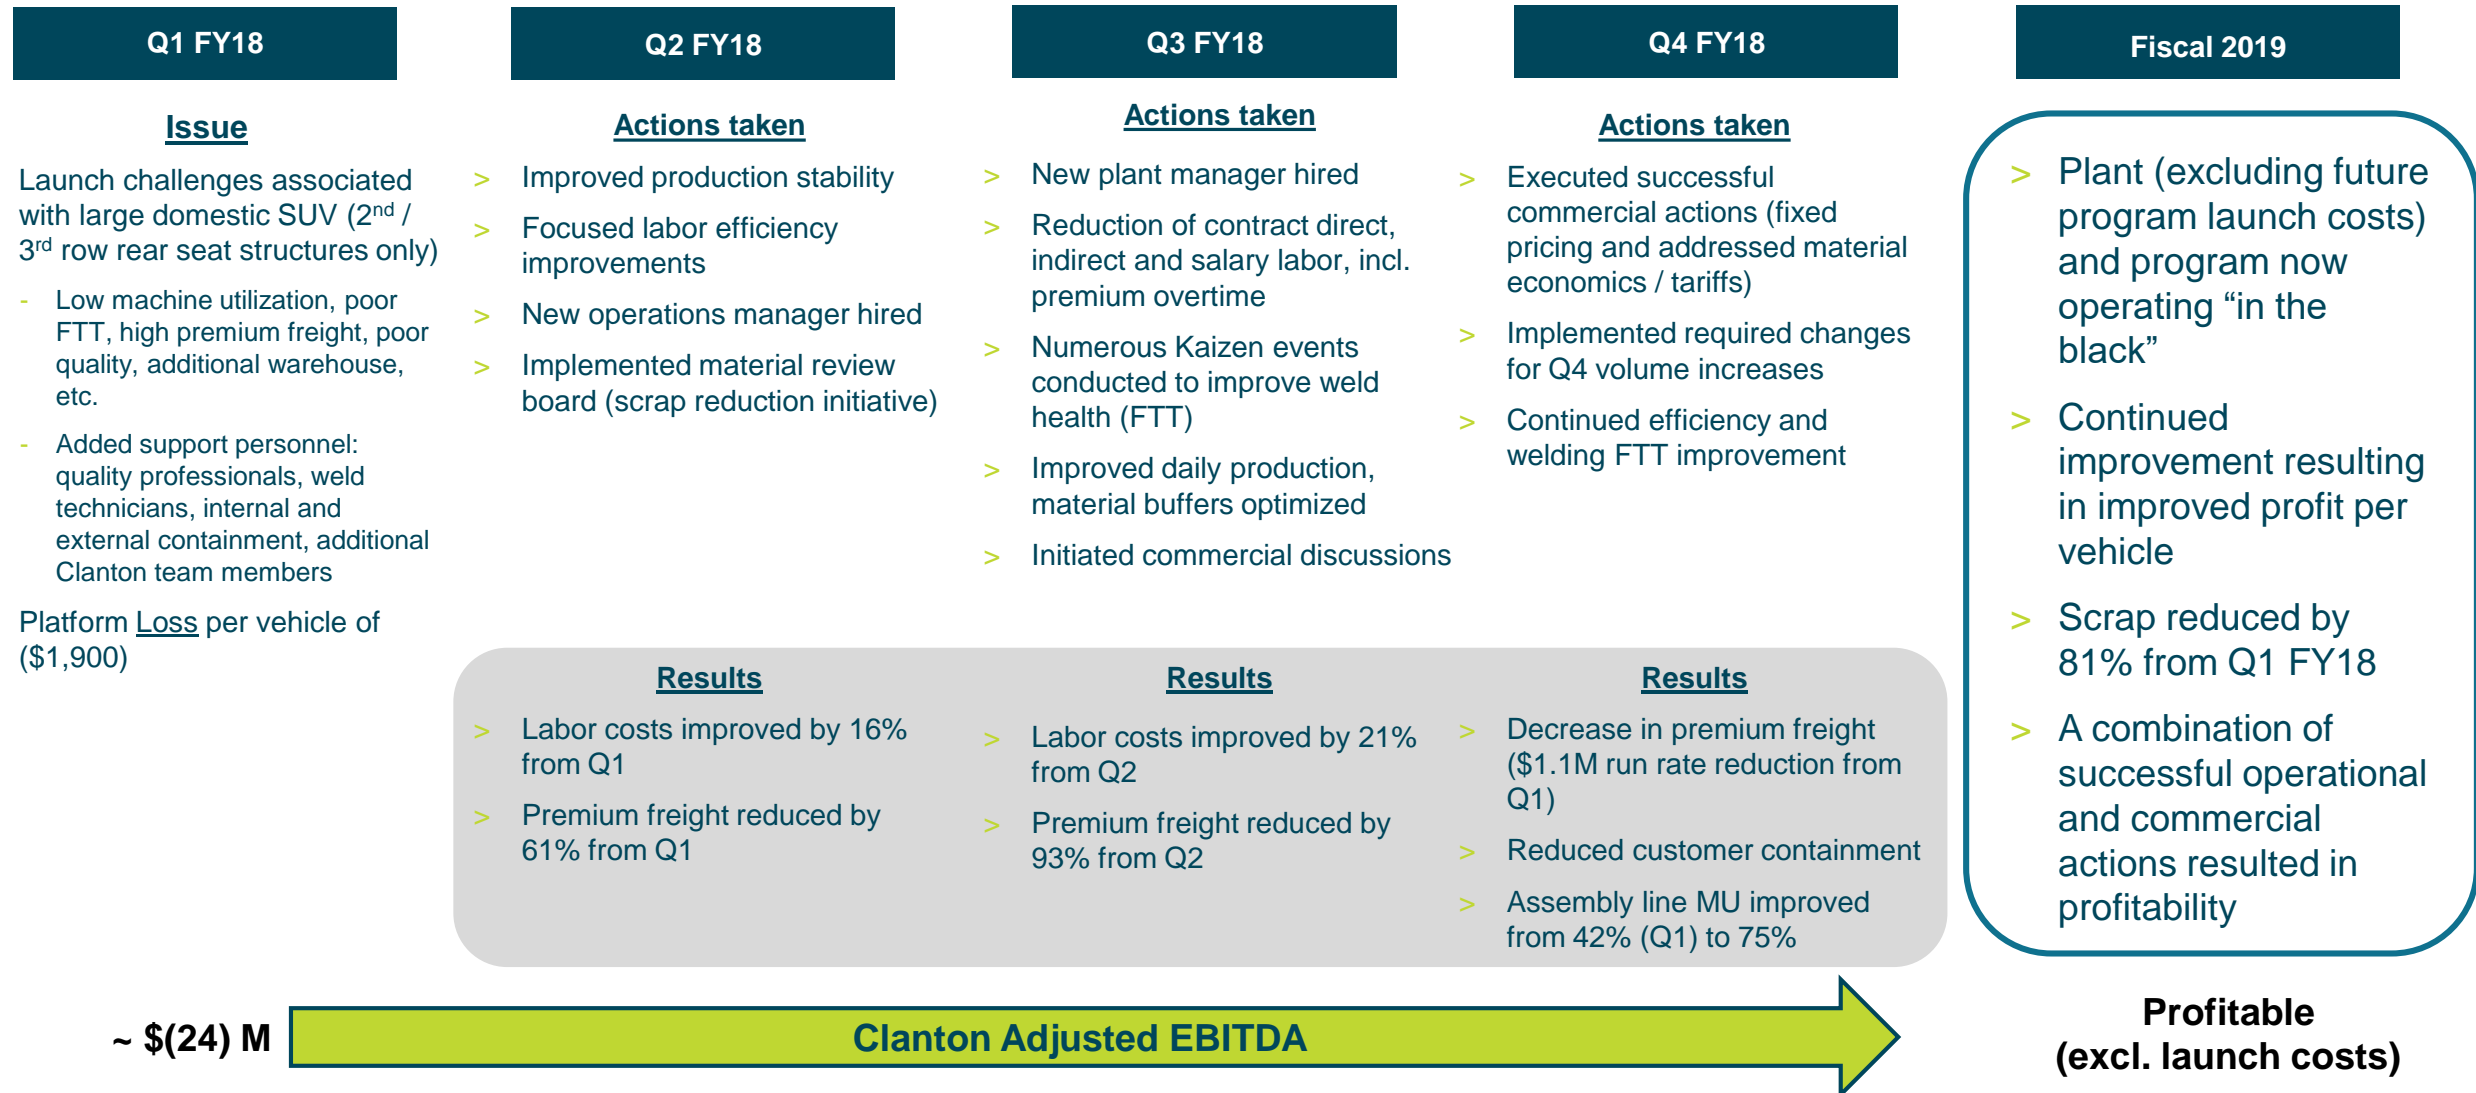 Q1 FY18
Issue
Launch challenges associated
with large domestic SUV (2nd /
3rd row rear seat structures only)
- Low machine utilization, poor
FTT, high premium freight, poor
quality, additional warehouse,
etc.
- Added support personnel:
quality professionals, weld
technicians, internal and
external containment, additional
Clanton team members
Platform Loss per vehicle of
($1,900)
Q2 FY18
Actions taken
> Improved production stability
> Focused labor efficiency
improvements
> New operations manager hired
> Implemented material review
board (scrap reduction initiative)
Results
> Labor costs improved by 16%
from Q1
> Premium freight reduced by
61% from Q1
Q3 FY18
Actions taken
> New plant manager hired
> Reduction of contract direct,
indirect and salary labor, incl.
premium overtime
> Numerous Kaizen events
conducted to improve weld
health (FTT)
> Improved daily production,
material buffers optimized
> Initiated commercial discussions
Results
> Labor costs improved by 21%
from Q2
> Premium freight reduced by
93% from Q2
Q4 FY18
Actions taken
> Executed successful
commercial actions (fixed
pricing and addressed material
economics / tariffs)
> Implemented required changes
for Q4 volume increases
> Continued efficiency and
welding FTT improvement
Results
> Decrease in premium freight
($1.1M run rate reduction from
Q1)
> Reduced customer containment
> Assembly line MU improved
from 42% (Q1) to 75%
Fiscal 2019
> Plant (excluding future
program launch costs)
and program now
operating “in the
black”
> Continued
improvement resulting
in improved profit per
vehicle
> Scrap reduced by
81% from Q1 FY18
> A combination of
successful operational
and commercial
actions resulted in
profitability
~ $(24) M
Clanton Adjusted EBITDA
Profitable
(excl. launch costs)